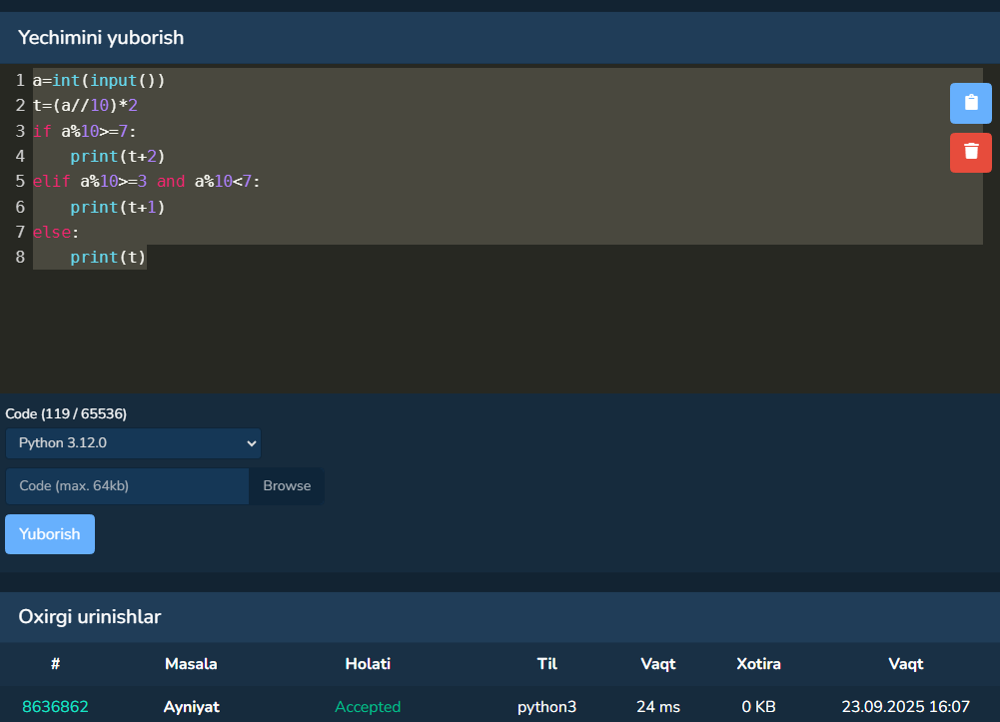 Yechimini yuborish
1 a=int(input())
2 t=(a//10)*2
3 if a%10>=7:
4     print(t+2)
5 elif a%10>=3 and a%10<7:
6     print(t+1)
7 else:
8     print(t)
Code (119 / 65536)
Python 3.12.0
Code (max. 64kb) Browse
Yuborish
Oxirgi urinishlar
# Masala Holati Til Vaqt Xotira Vaqt
8636862 Ayniyat Accepted python3 24 ms 0 KB 23.09.2025 16:07